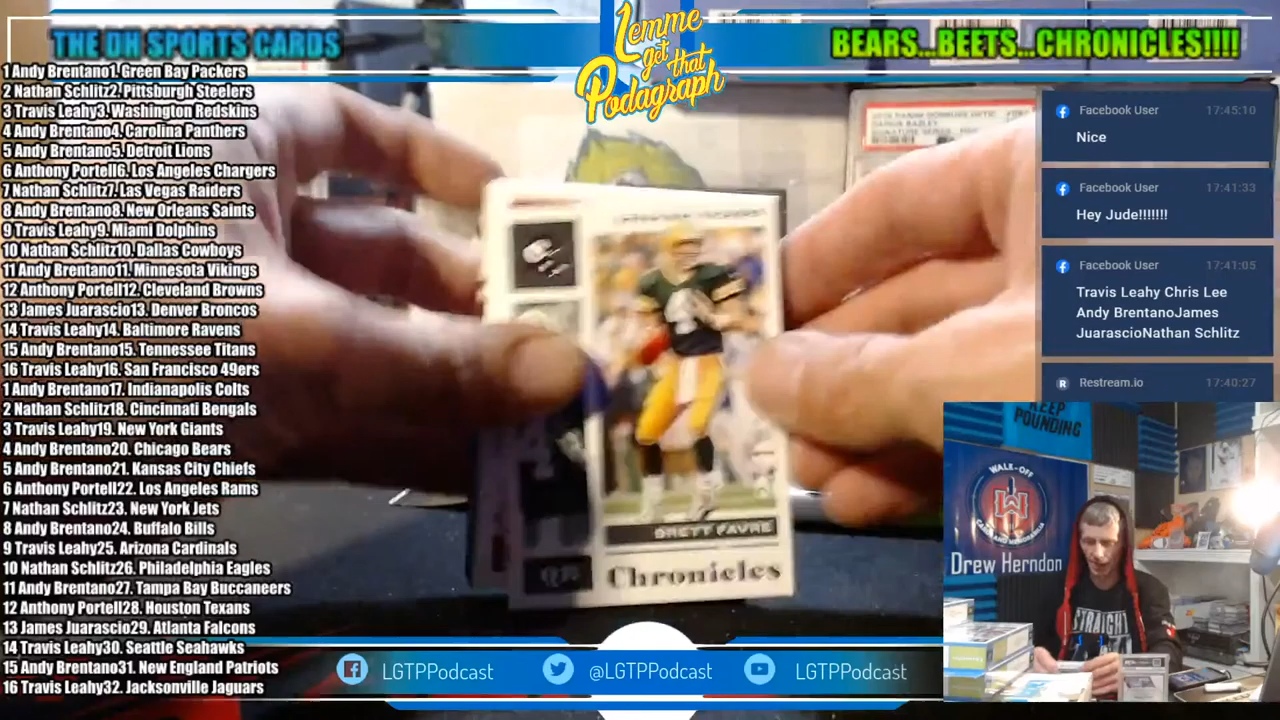 THE DH SPORTS CARDS
Lemme
get
that
Podagraph
BEARS...BEETS...CHRONICLES!!!!
1 Andy Brentano1. Green Bay Packers
2 Nathan Schlitz2. Pittsburgh Steelers
3 Travis Leahy3. Washington Redskins
4 Andy Brentano4. Carolina Panthers
5 Andy Brentano5. Detroit Lions
6 Anthony Portell6. Los Angeles Chargers
7 Nathan Schlitz7. Las Vegas Raiders
8 Andy Brentano8. New Orleans Saints
9 Travis Leahy9. Miami Dolphins
10 Nathan Schlitz10. Dallas Cowboys
11 Andy Brentano11. Minnesota Vikings
12 Anthony Portell12. Cleveland Browns
13 James Juarascio13. Denver Broncos
14 Travis Leahy14. Baltimore Ravens
15 Andy Brentano15. Tennessee Titans
16 Travis Leahy16. San Francisco 49ers
1 Andy Brentano17. Indianapolis Colts
2 Nathan Schlitz18. Cincinnati Bengals
3 Travis Leahy19. New York Giants
4 Andy Brentano20. Chicago Bears
5 Andy Brentano21. Kansas City Chiefs
6 Anthony Portell22. Los Angeles Rams
7 Nathan Schlitz23. New York Jets
8 Andy Brentano24. Buffalo Bills
9 Travis Leahy25. Arizona Cardinals
10 Nathan Schlitz26. Philadelphia Eagles
11 Andy Brentano27. Tampa Bay Buccaneers
12 Anthony Portell28. Houston Texans
13 James Juarascio29. Atlanta Falcons
14 Travis Leahy30. Seattle Seahawks
15 Andy Brentano31. New England Patriots
16 Travis Leahy32. Jacksonville Jaguars
BRETT FAVRE
QB
Chronicles
Facebook User 17:45:10
Nice
Facebook User 17:41:33
Hey Jude!!!!!!!
Facebook User 17:41:05
Travis Leahy Chris Lee
Andy BrentanoJames
JuarascioNathan Schlitz
Restream.io 17:40:27
KEEP
POUNDING
WALK-OFF
Drew Herndon
STRAIGHT
LGTPPodcast
@LGTPPodcast
LGTPPodcast